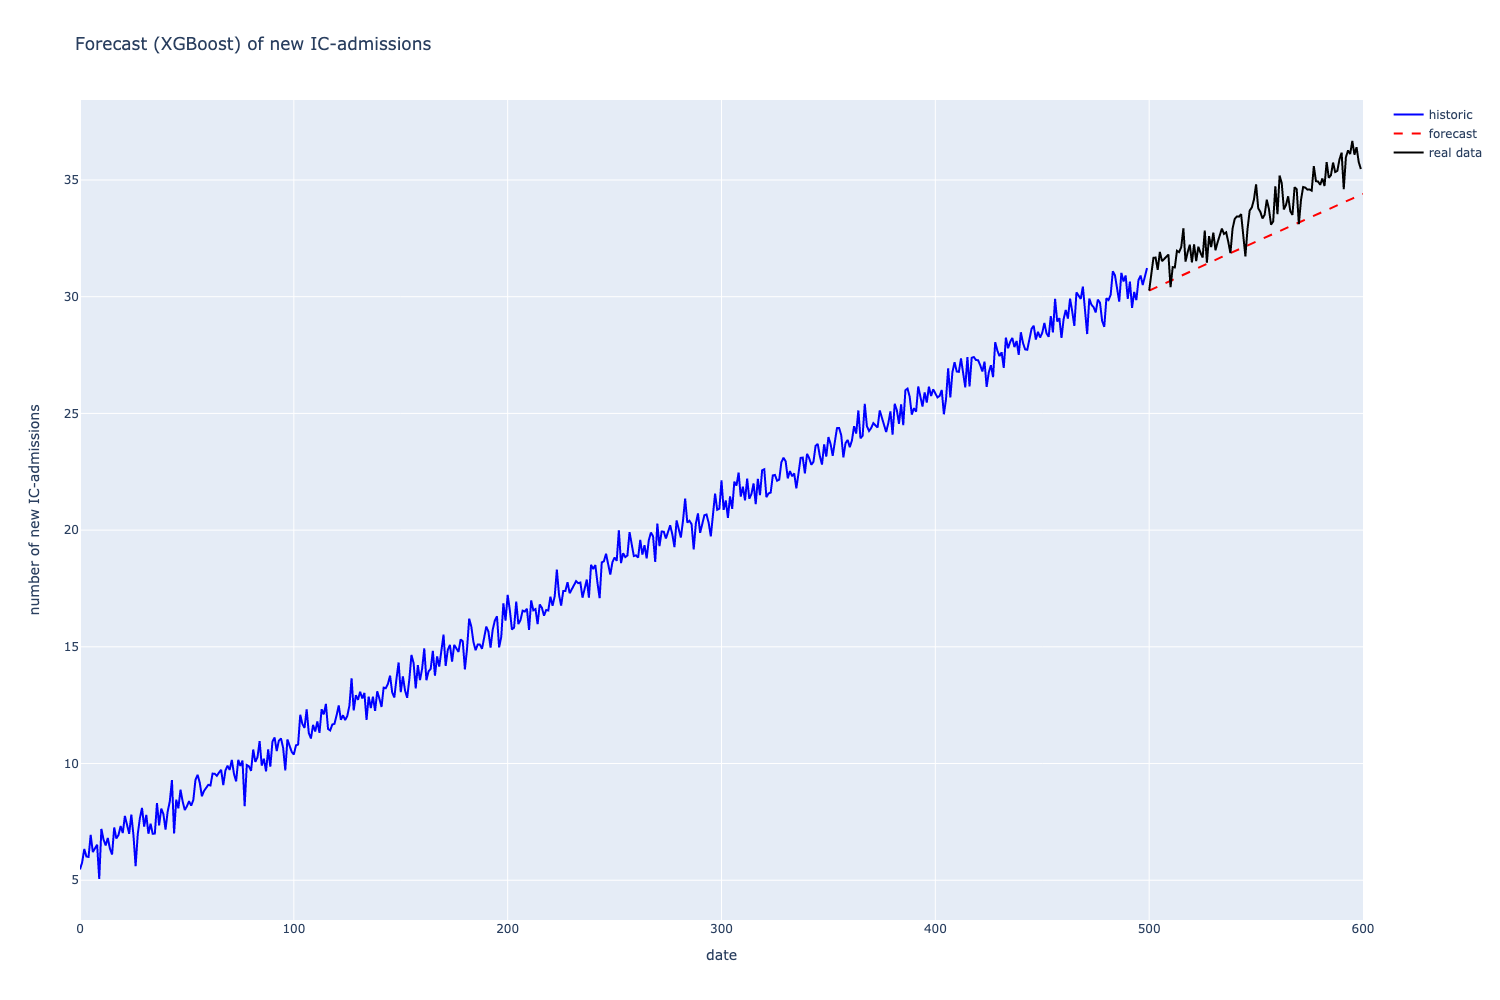 Forecast (XGBoost) of new IC-admissions
historic
forecast
real data
35
30
25
20
15
10
5
number of new IC-admissions
0
100
200
300
400
500
600
date